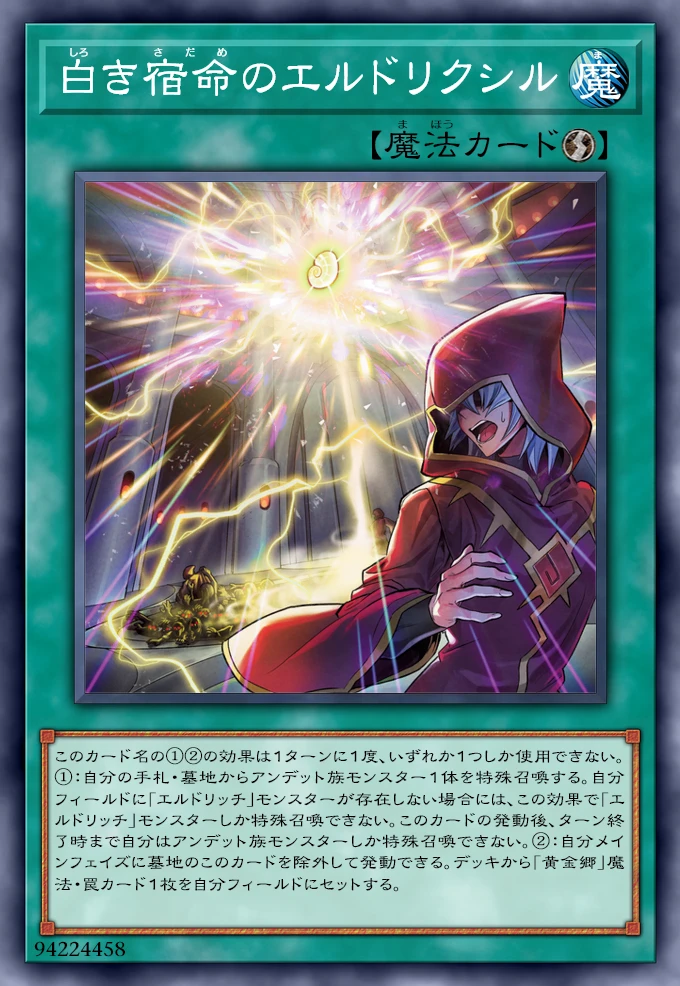 しろ さだめ
白き宿命のエルドリクシル
ま
魔
ま ほう
【魔法カード】
このカード名の①②の効果は1ターンに1度、いずれか1つしか使用できない。
①:自分の手札・墓地からアンデット族モンスター1体を特殊召喚する。自分
フィールドに「エルドリッチ」モンスターが存在しない場合には、この効果で「エ
ルドリッチ」モンスターしか特殊召喚できない。このカードの発動後、ターン終
了時まで自分はアンデット族モンスターしか特殊召喚できない。②:自分メイ
ンフェイズに墓地のこのカードを除外して発動できる。デッキから「黄金郷」魔
法・罠カード1枚を自分フィールドにセットする。
94224458